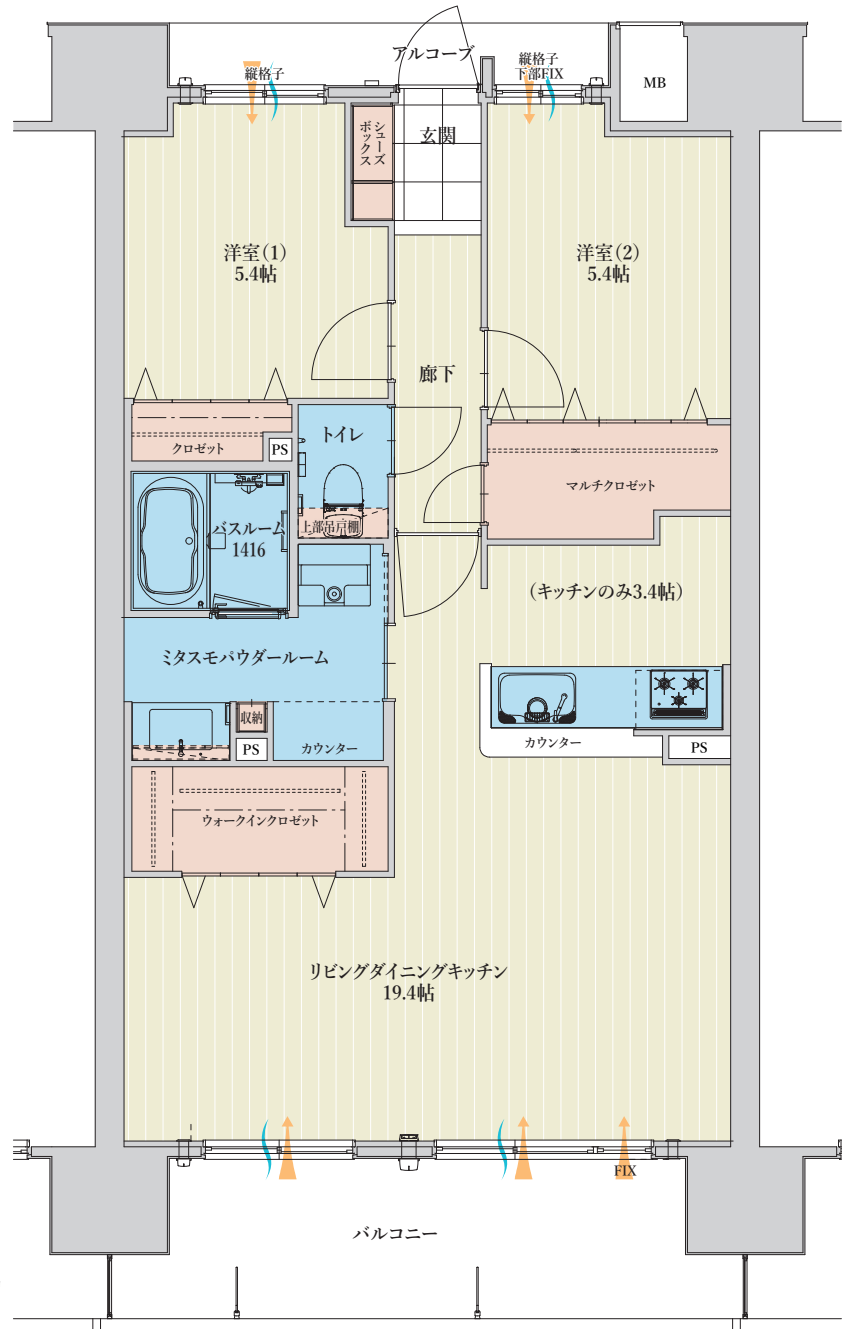 アルコーブ
縦格子
縦格子
下部FIX
MB
シューズ
ボックス
玄関
洋室(1)
5.4帖
洋室(2)
5.4帖
廊下
クロゼット
PS
トイレ
上部吊戸棚
マルチクロゼット
バスルーム
1416
(キッチンのみ3.4帖)
ミタスモパウダールーム
収納
PS
カウンター
カウンター
PS
ウォークインクロゼット
リビングダイニングキッチン
19.4帖
FIX
バルコニー